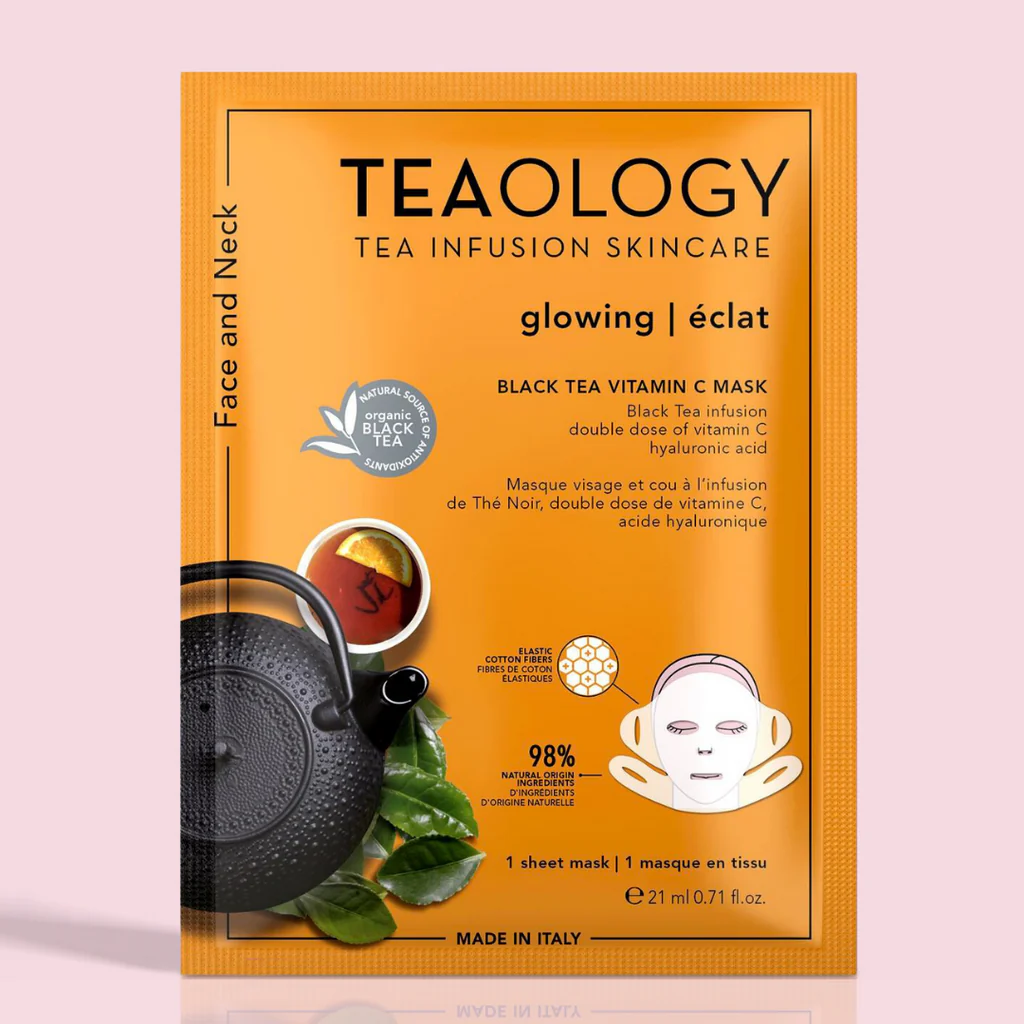 TEAOLOGY
TEA INFUSION SKINCARE
Face and Neck
glowing | éclat
BLACK TEA VITAMIN C MASK
Black Tea infusion
double dose of vitamin C
hyaluronic acid
NATURAL SOURCE OF ANTIOXIDANTS
organic
BLACK
TEA
Masque visage et cou à l'infusion
de Thé Noir, double dose de vitamine C,
acide hyaluronique
ELASTIC
COTTON FIBERS
FIBRES DE COTON
ÉLASTIQUES
98%
NATURAL ORIGIN
INGREDIENTS
D'INGRÉDIENTS
D'ORIGINE NATURELLE
1 sheet mask | 1 masque en tissu
℮ 21 ml 0.71 fl.oz.
MADE IN ITALY
MADE IN ITALY